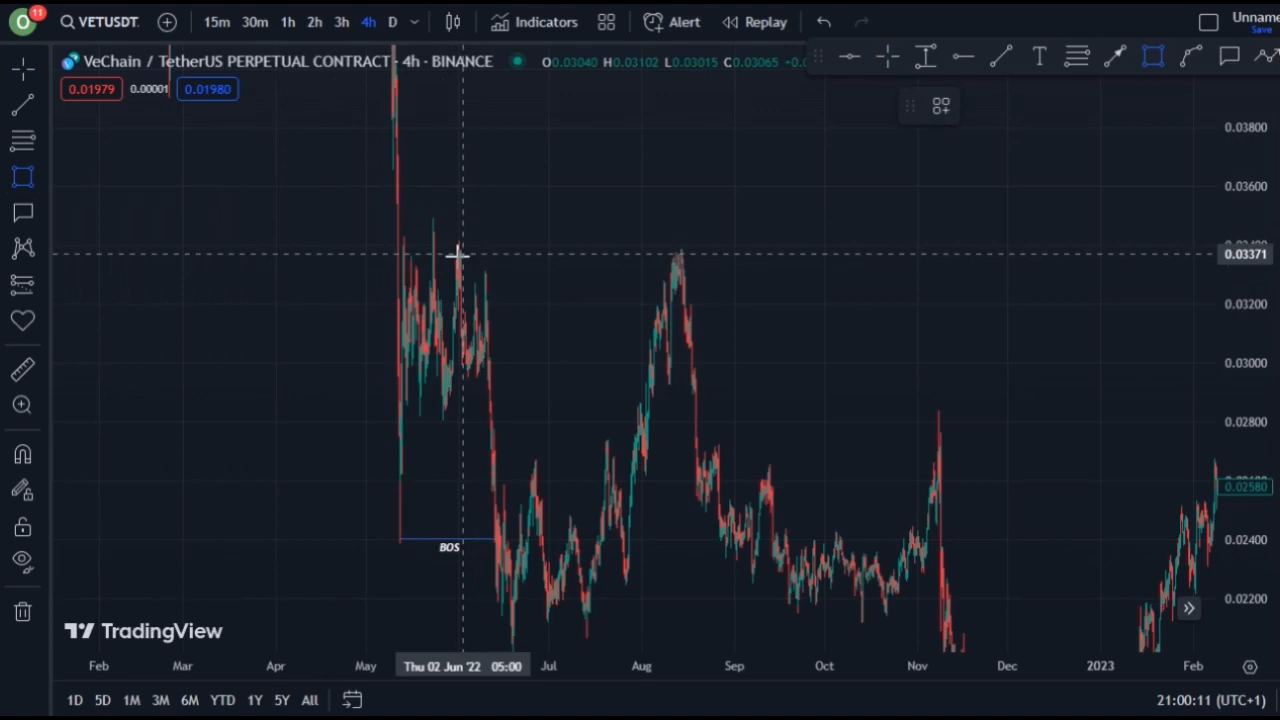 11
VETUSDT 15m 30m 1h 2h 3h 4h D Indicators Alert Replay Unname
Save
VeChain / TetherUS PERPETUAL CONTRACT · 4h · BINANCE O0.03040 H0.03102 L0.03015 C0.03065 -0.0
0.01979 0.00001 0.01980
0.03800
0.03600
0.03371
0.03200
0.03000
0.02800
0.02580
0.02400
BOS
0.02200
TradingView
Feb Mar Apr May Thu 02 Jun '22 05:00 Jul Aug Sep Oct Nov Dec 2023 Feb
1D 5D 1M 3M 6M YTD 1Y 5Y All 21:00:11 (UTC+1)